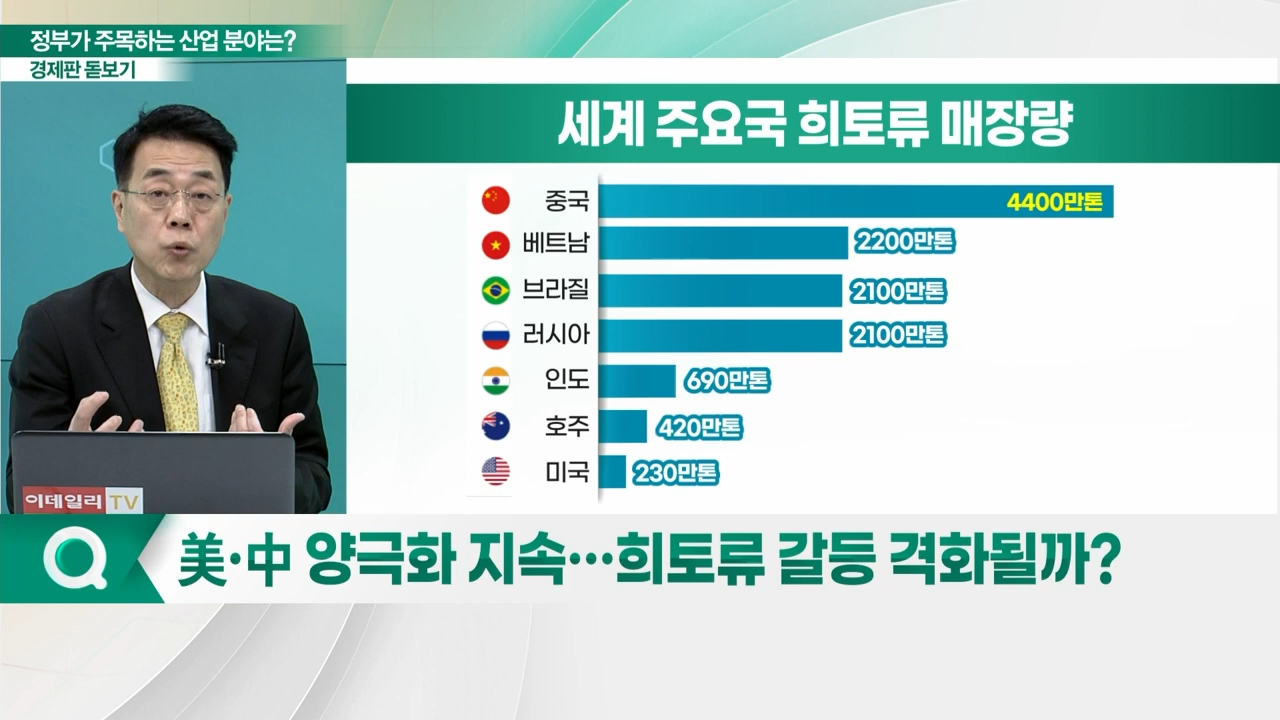 정부가 주목하는 산업 분야는?
경제판 돋보기
세계 주요국 희토류 매장량
중국 4400만톤
베트남 2200만톤
브라질 2100만톤
러시아 2100만톤
인도 690만톤
호주 420만톤
미국 230만톤
이데일리 TV
美·中 양극화 지속…희토류 갈등 격화될까?